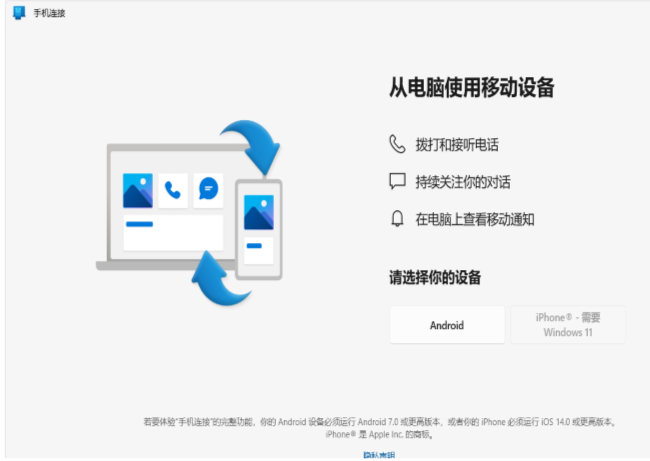 手机连接
从电脑使用移动设备
拨打和接听电话
持续关注你的对话
在电脑上查看移动通知
请选择你的设备
Android
iPhone® - 需要
Windows 11
若要体验"手机连接"的完整功能，你的 Android 设备必须运行 Android 7.0 或更高版本，或者你的 iPhone 必须运行 iOS 14.0 或更高版本。
iPhone® 是 Apple Inc. 的商标。
隐私声明